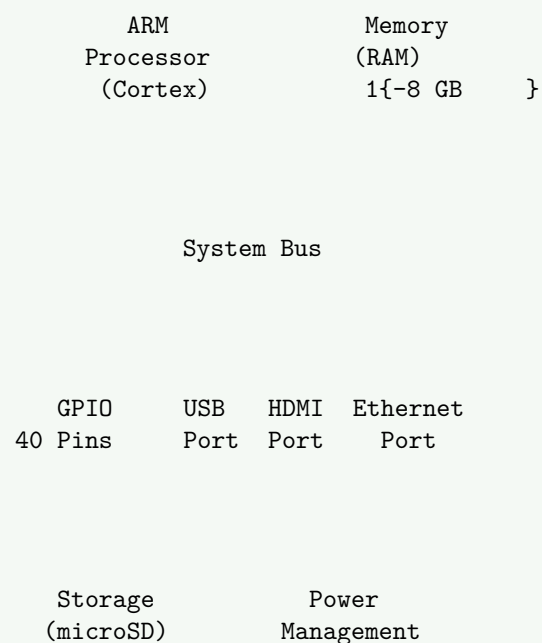 ARM Memory
Processor (RAM)
(Cortex) 1{-8 GB }
System Bus
GPIO USB HDMI Ethernet
40 Pins Port Port Port
Storage Power
(microSD) Management